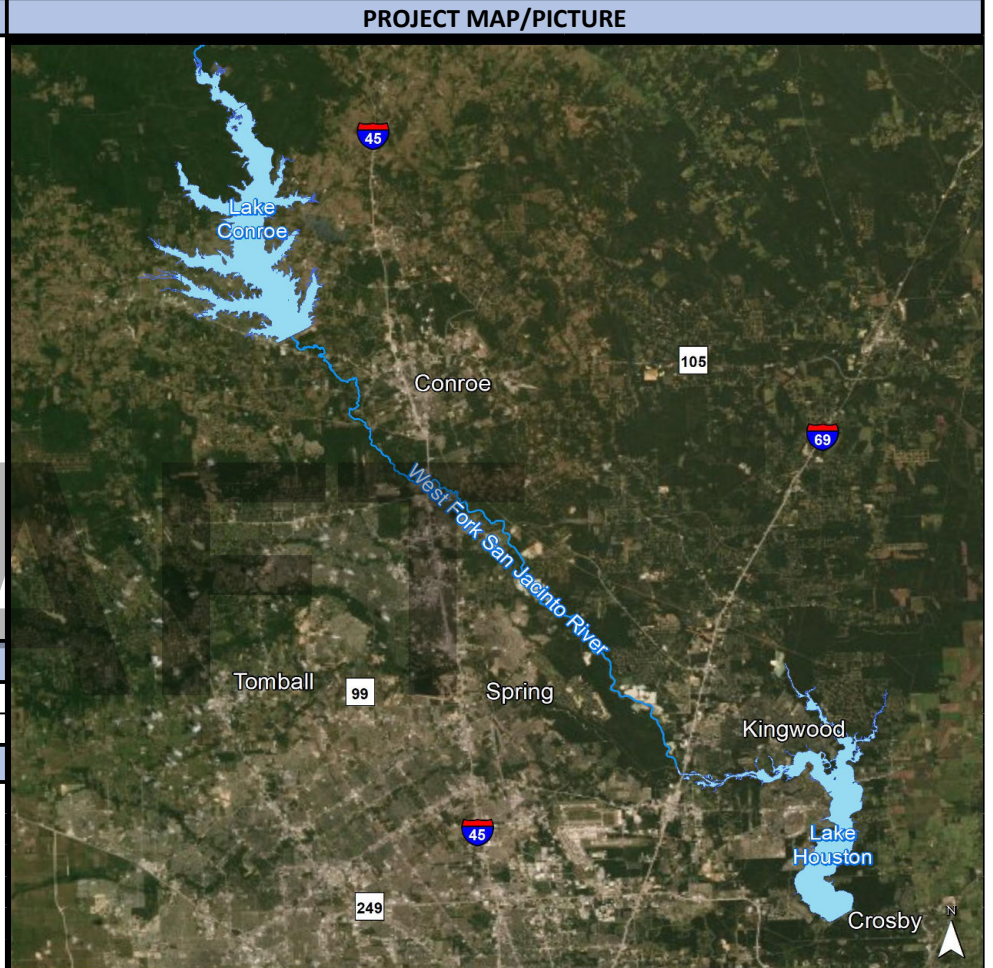 PROJECT MAP/PICTURE
45
Lake
Conroe
Conroe
105
69
West Fork San Jacinto River
Tomball
99
Spring
Kingwood
45
Lake
Houston
249
Crosby
N